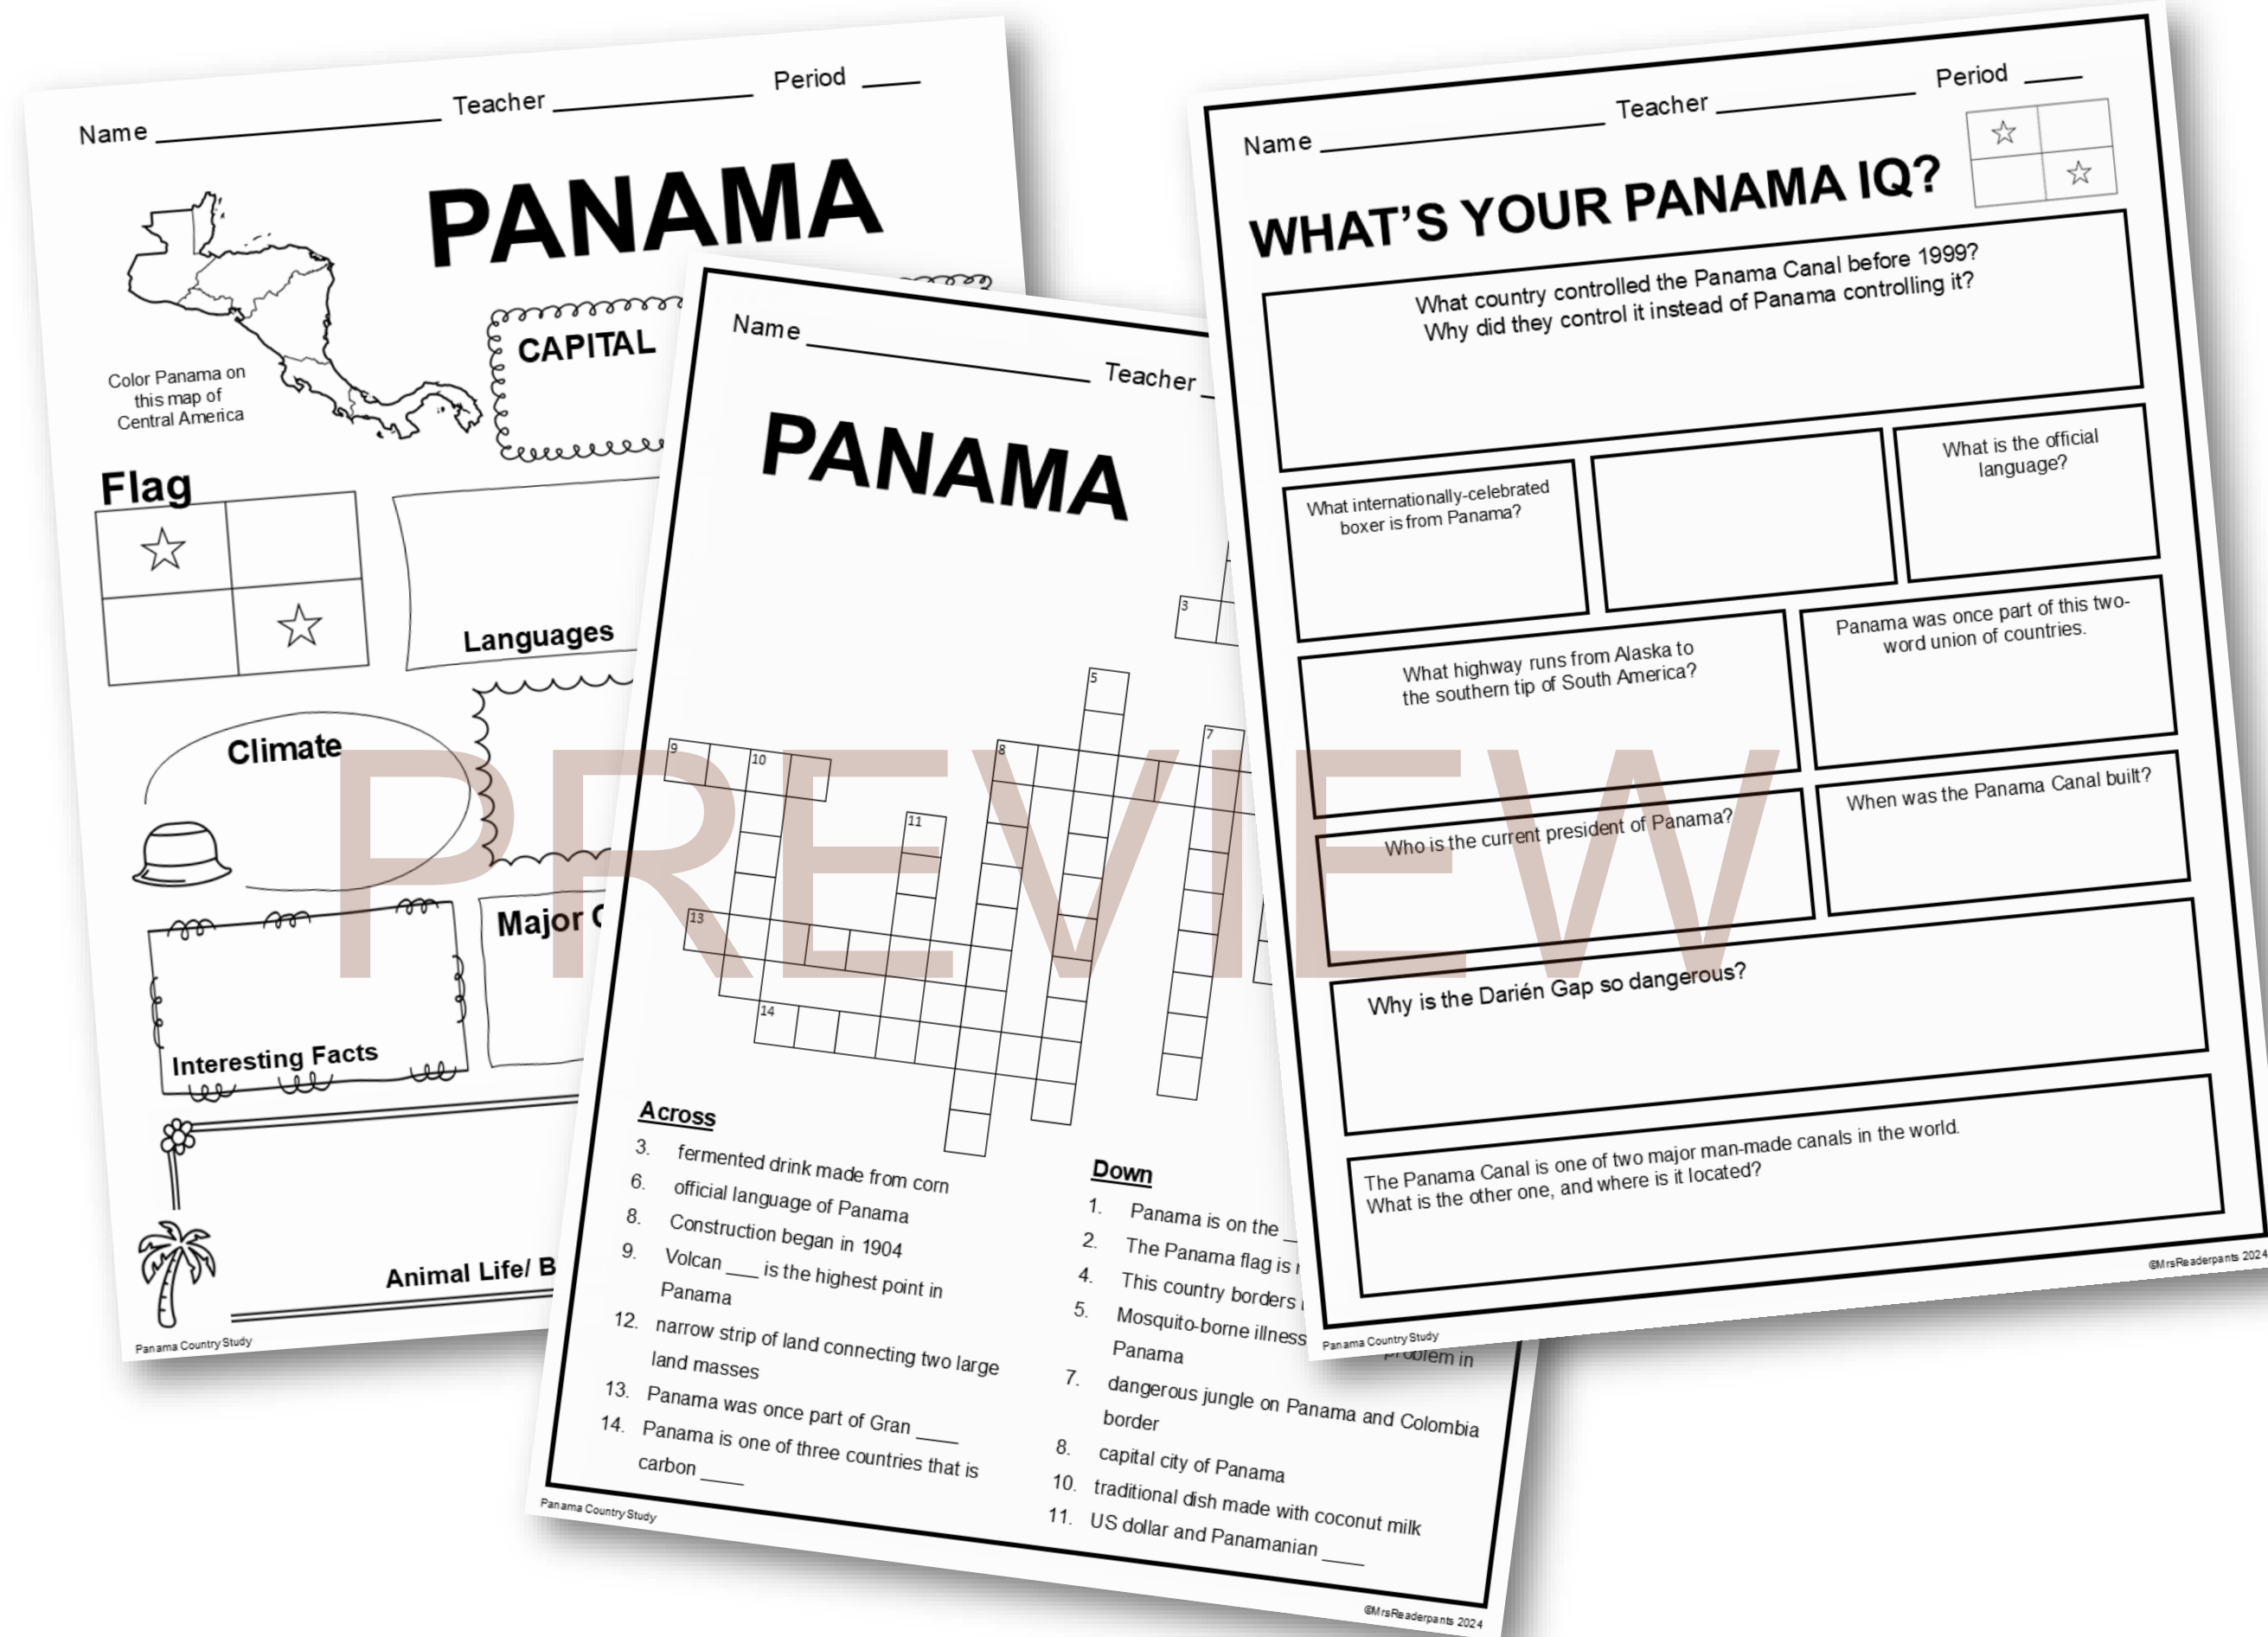 Name Teacher Period
PANAMA
Color Panama on
this map of
Central America
CAPITAL
Flag
Languages
Climate
Interesting Facts
Major
Animal Life/
Panama Country Study
Name Teacher
PANAMA
3
5
7
8
9
10
11
13
14
Across
3. fermented drink made from corn
6. official language of Panama
8. Construction began in 1904
9. Volcan ___ is the highest point in
Panama
12. narrow strip of land connecting two large
land masses
13. Panama was once part of Gran ____
14. Panama is one of three countries that is
carbon ____
Down
1. Panama is on the
2. The Panama flag is
4. This country borders
5. Mosquito-borne illness problem in
Panama
7. dangerous jungle on Panama and Colombia
border
8. capital city of Panama
10. traditional dish made with coconut milk
11. US dollar and Panamanian ____
Panama Country Study
©MrsReaderpants 2024
Name Teacher Period
WHAT'S YOUR PANAMA IQ?
What country controlled the Panama Canal before 1999?
Why did they control it instead of Panama controlling it?
What internationally-celebrated
boxer is from Panama?
What is the official
language?
What highway runs from Alaska to
the southern tip of South America?
Panama was once part of this two-
word union of countries.
Who is the current president of Panama?
When was the Panama Canal built?
Why is the Darién Gap so dangerous?
The Panama Canal is one of two major man-made canals in the world.
What is the other one, and where is it located?
Panama Country Study
©MrsReaderpants 2024
PREVIEW